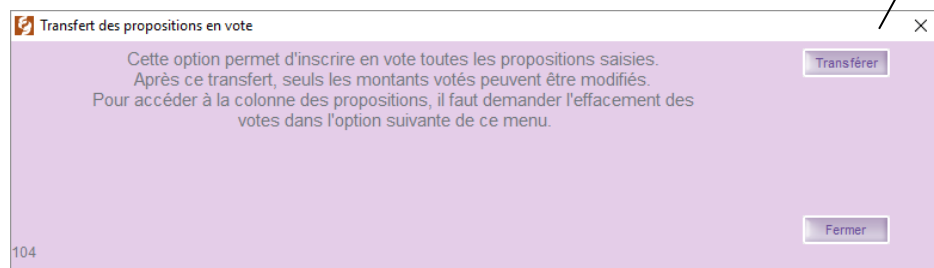 Transfert des propositions en vote
Cette option permet d'inscrire en vote toutes les propositions saisies.
Transférer
Après ce transfert, seuls les montants votés peuvent être modifiés.
Pour accéder à la colonne des propositions, il faut demander l'effacement des
votes dans l'option suivante de ce menu.
Fermer
104